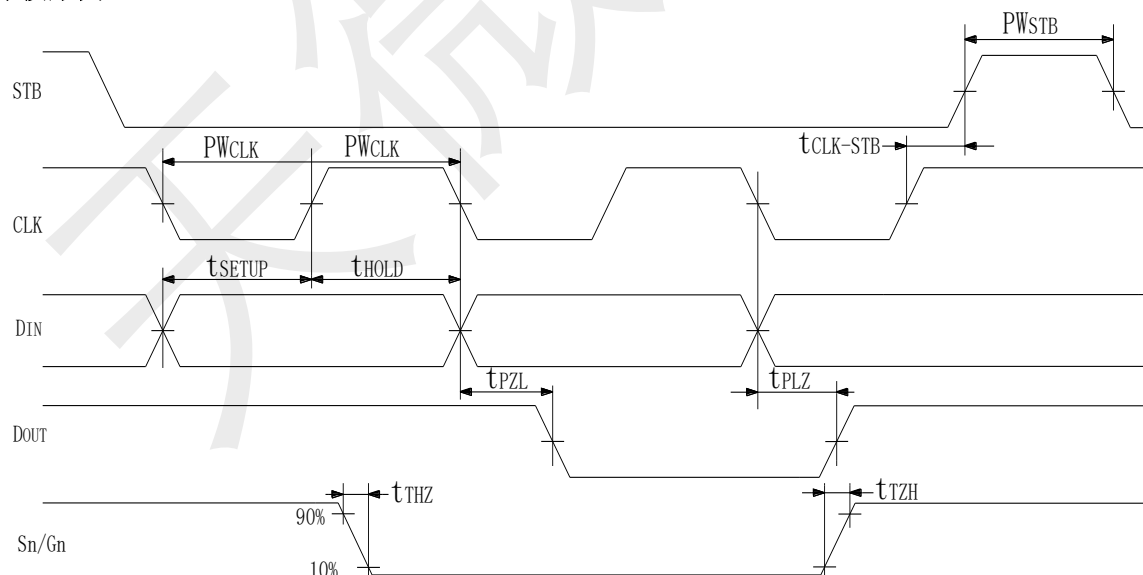 PWSTB
STB
tCLK-STB
PWCLK PWCLK
CLK
tSETUP tHOLD
DIN
tPZL tPLZ
DOUT
tTHZ tTZH
90%
Sn/Gn
10%